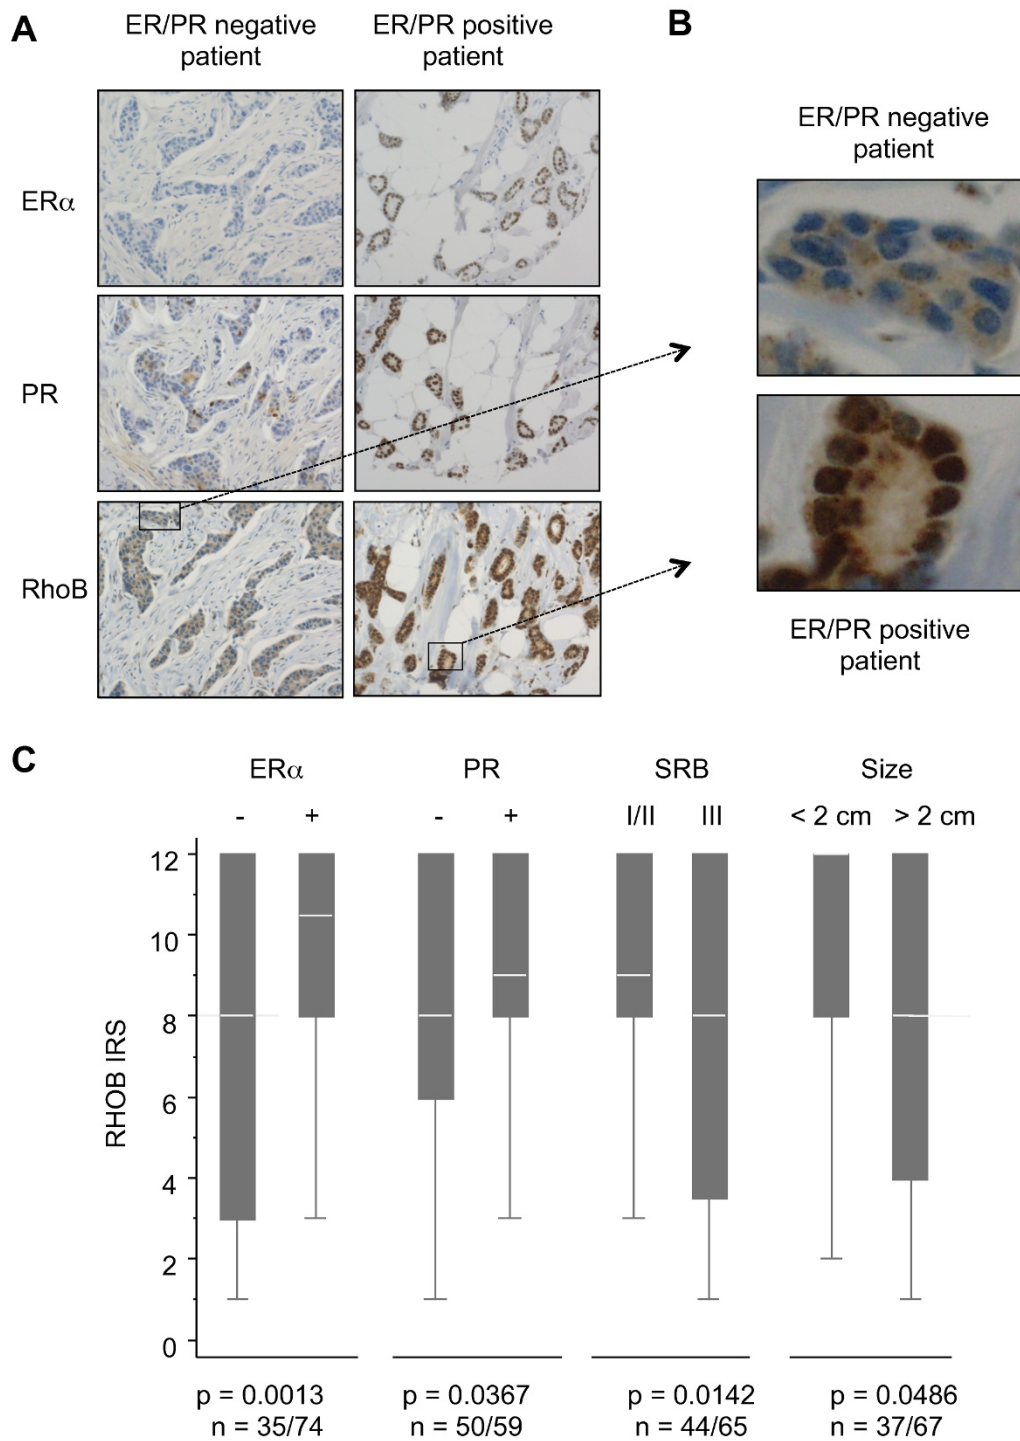 A
ER/PR negative
patient
ER/PR positive
patient
B
ER/PR negative
patient
ERα
PR
RhoB
ER/PR positive
patient
C
ERα PR SRB Size
- + - + I/II III < 2 cm > 2 cm
RHOB IRS
12
10
8
6
4
2
0
p = 0.0013 p = 0.0367 p = 0.0142 p = 0.0486
n = 35/74 n = 50/59 n = 44/65 n = 37/67